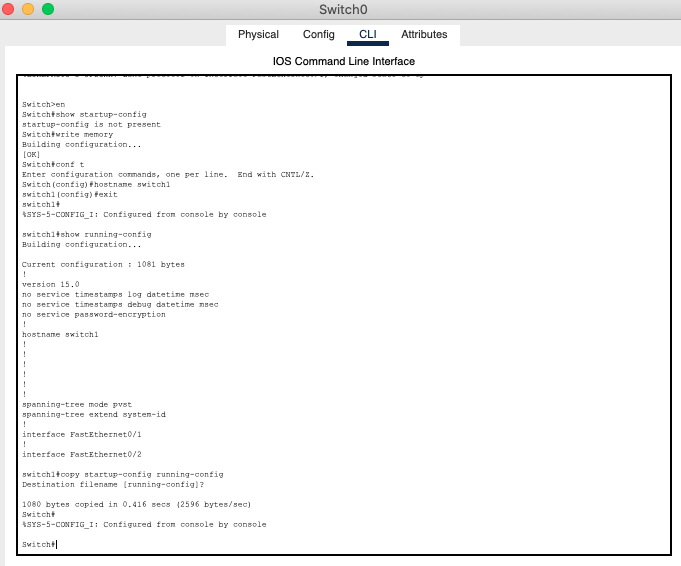 Switch0
Physical Config CLI Attributes
IOS Command Line Interface
Switch>en
Switch#show startup-config
startup-config is not present
Switch#write memory
Building configuration...
[OK]
Switch#conf t
Enter configuration commands, one per line.  End with CNTL/Z.
Switch(config)#hostname switch1
switch1(config)#exit
switch1#
%SYS-5-CONFIG_I: Configured from console by console
switch1#show running-config
Building configuration...
Current configuration : 1081 bytes
!
version 15.0
no service timestamps log datetime msec
no service timestamps debug datetime msec
no service password-encryption
!
hostname switch1
!
!
!
!
!
!
spanning-tree mode pvst
spanning-tree extend system-id
!
interface FastEthernet0/1
!
interface FastEthernet0/2
switch1#copy startup-config running-config
Destination filename [running-config]?
1080 bytes copied in 0.416 secs (2596 bytes/sec)
Switch#
%SYS-5-CONFIG_I: Configured from console by console
Switch#